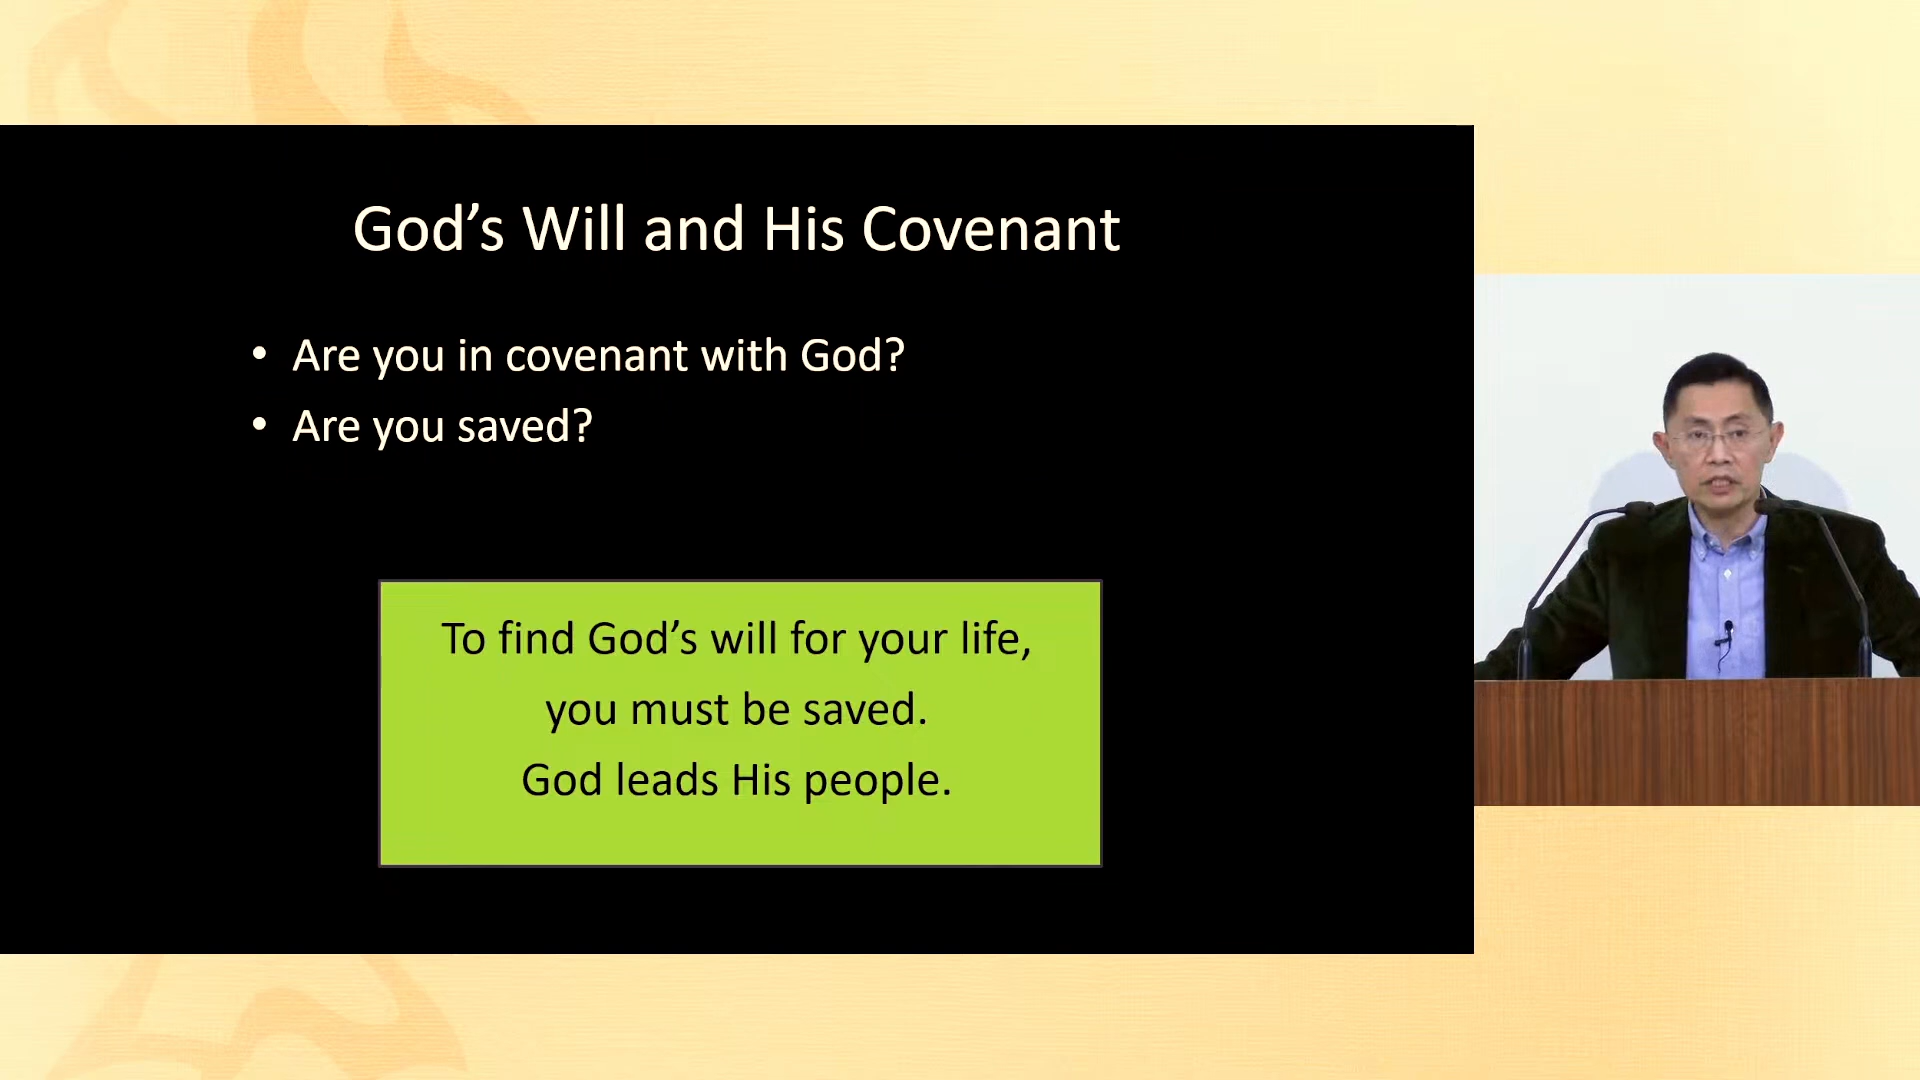 God’s Will and His Covenant
• Are you in covenant with God?
• Are you saved?
To find God’s will for your life,
you must be saved.
God leads His people.